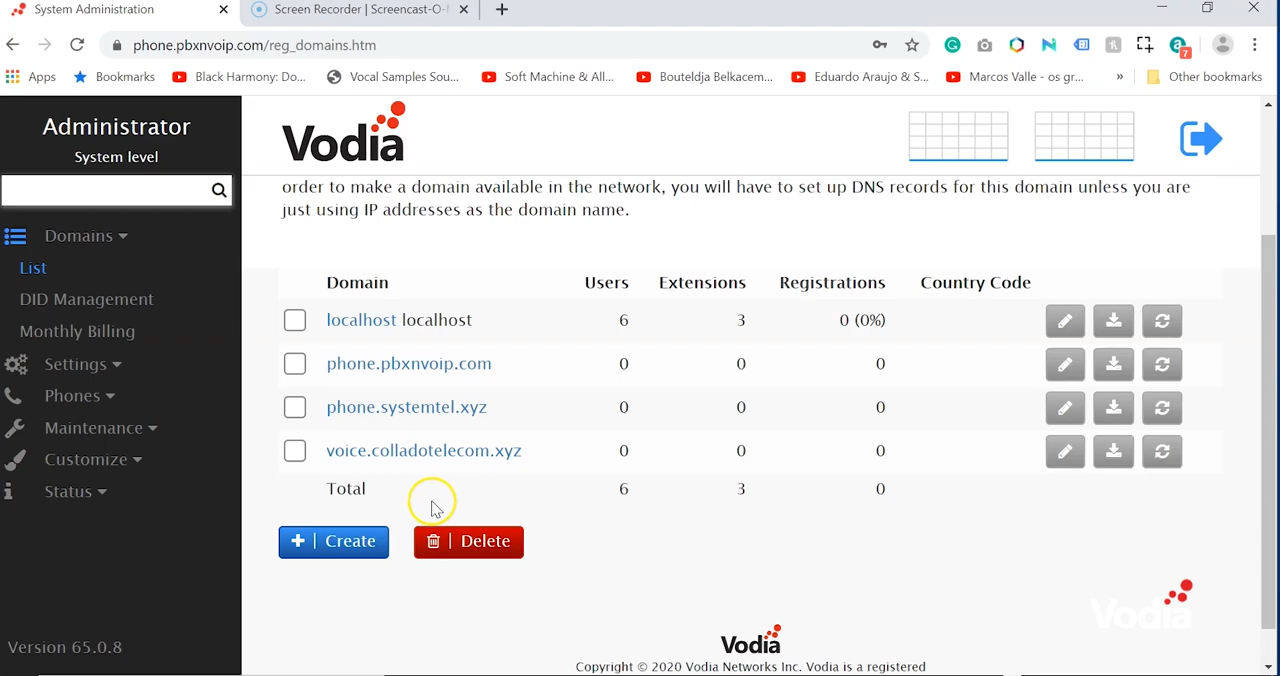 System Administration
Screen Recorder | Screencast-O-
phone.pbxnvoip.com/reg_domains.htm
7
Apps Bookmarks Black Harmony: Do... Vocal Samples Sou... Soft Machine & All... Bouteldja Belkacem... Eduardo Araujo & S... Marcos Valle - os gr... » Other bookmarks
Administrator
System level
Domains
List
DID Management
Monthly Billing
Settings
Phones
Maintenance
Customize
Status
Version 65.0.8
Vodia
order to make a domain available in the network, you will have to set up DNS records for this domain unless you are
just using IP addresses as the domain name.
Domain Users Extensions Registrations Country Code
localhost localhost 6 3 0 (0%)
phone.pbxnvoip.com 0 0 0
phone.systemtel.xyz 0 0 0
voice.colladotelecom.xyz 0 0 0
Total 6 3 0
+ | Create | Delete
Vodia
Vodia
Copyright © 2020 Vodia Networks Inc. Vodia is a registered